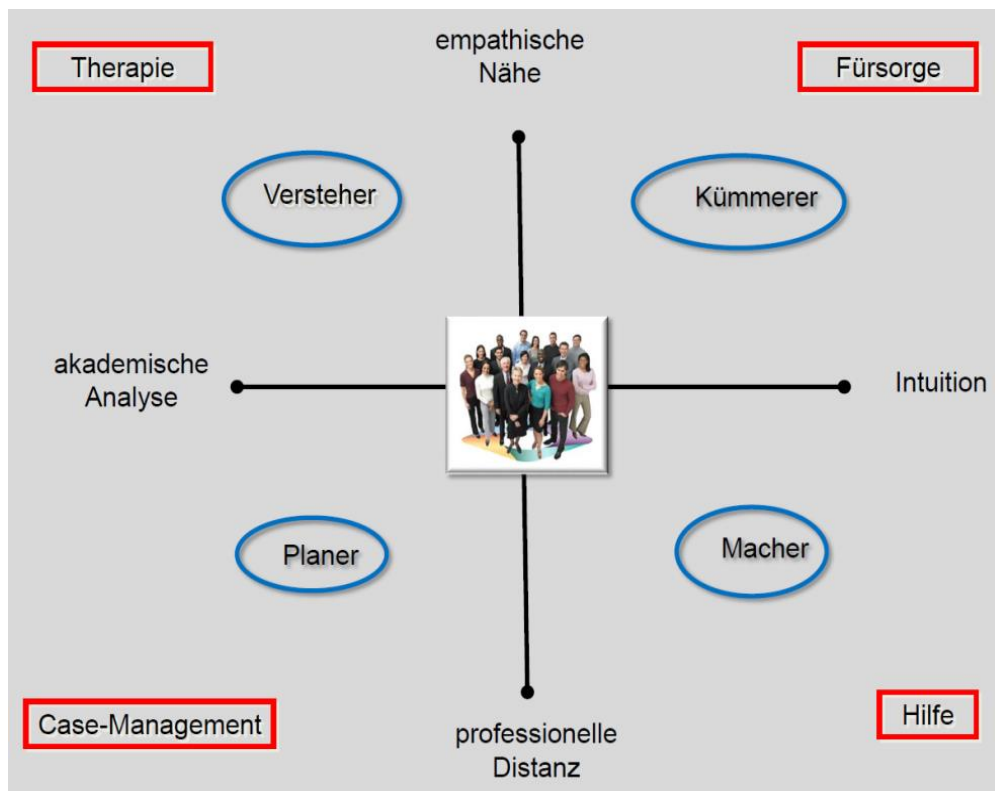 empathische
Nähe
Therapie
Fürsorge
Versteher
Kümmerer
akademische
Analyse
Intuition
Planer
Macher
Case-Management
professionelle
Distanz
Hilfe